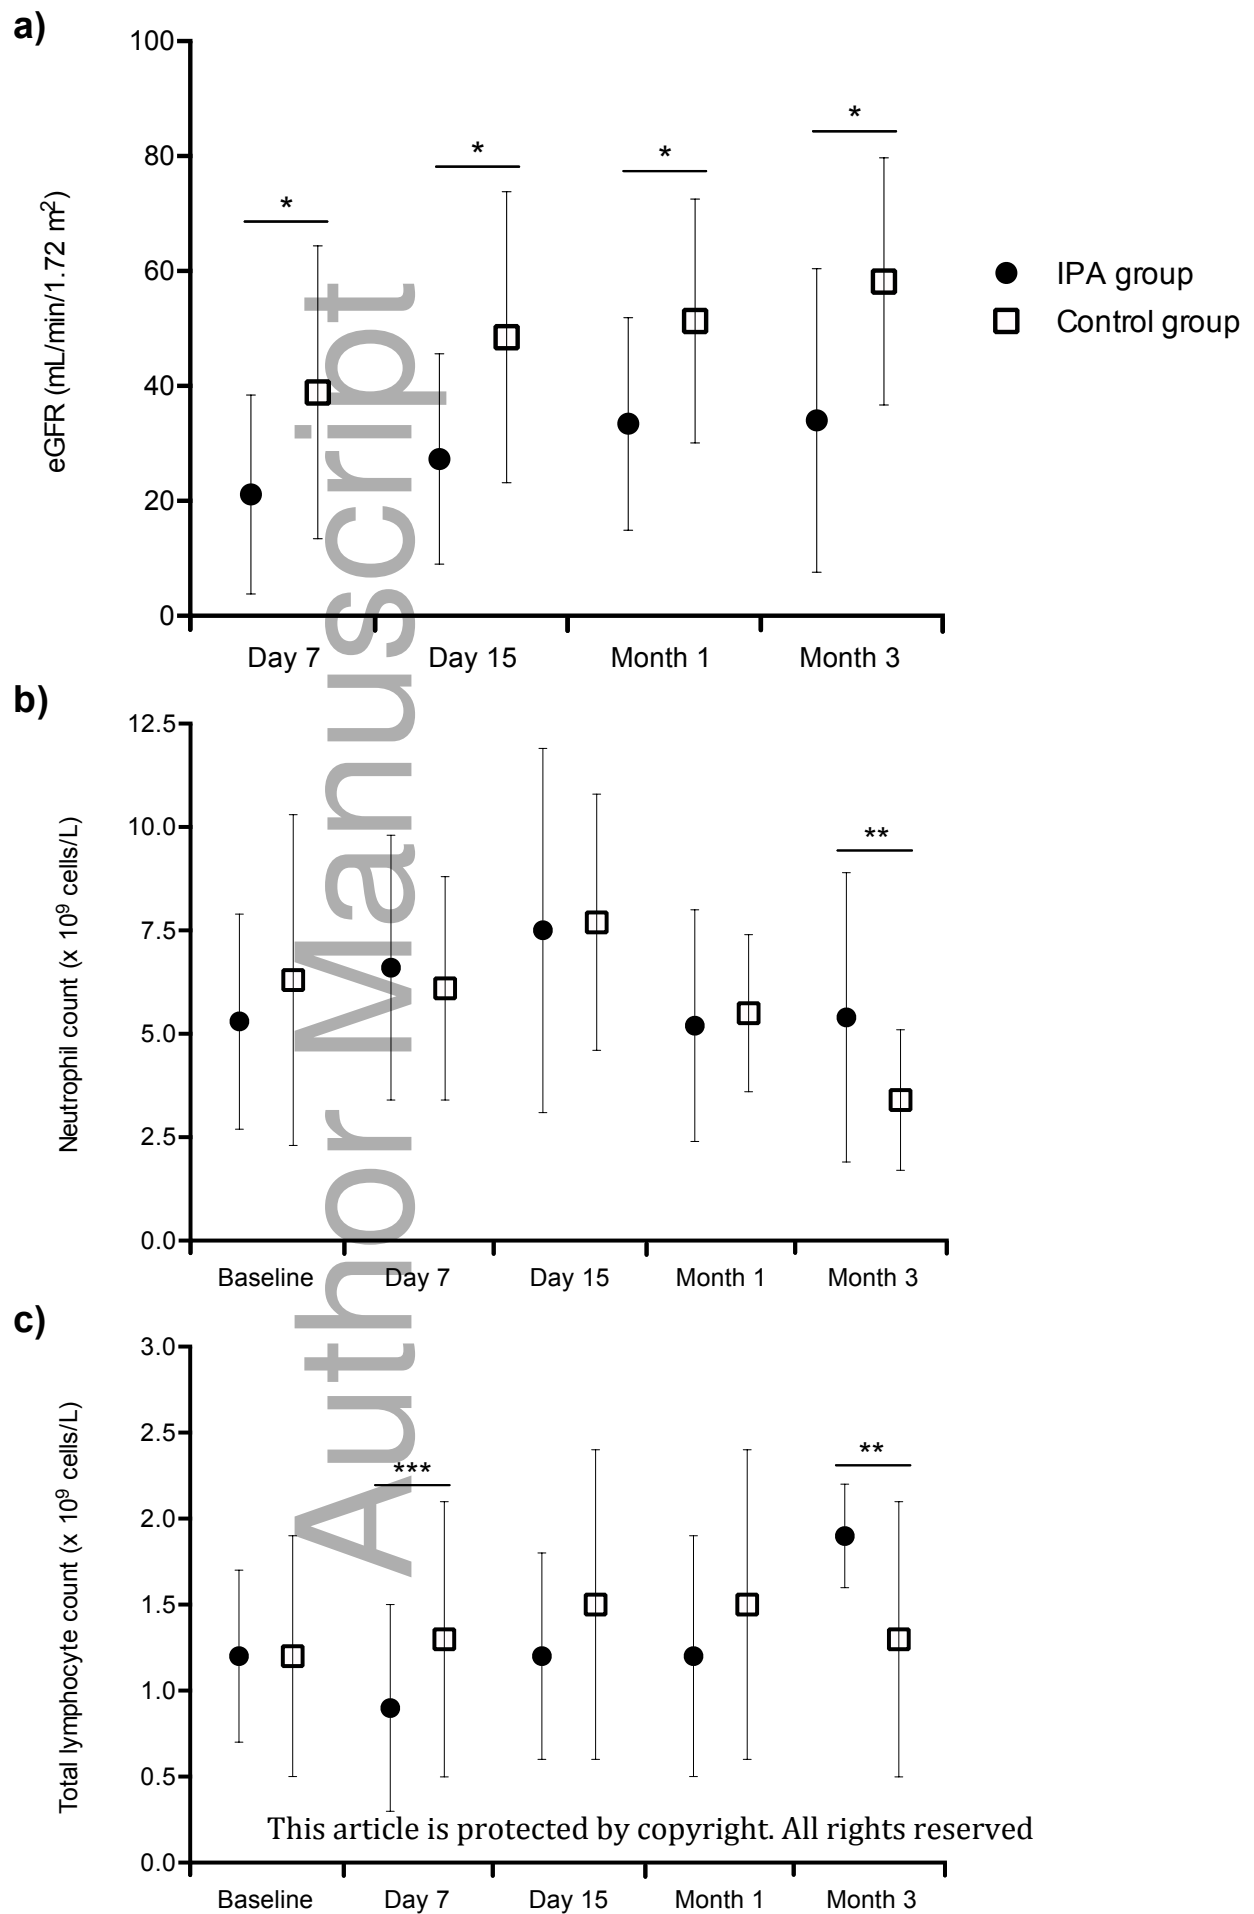 a)
100
80
60
40
20
0
eGFR (mL/min/1.72 m²)
*
*
*
*
Day 7
Day 15
Month 1
Month 3
IPA group
Control group
b)
12.5
10.0
7.5
5.0
2.5
0.0
Neutrophil count (x 10⁹ cells/L)
**
Baseline
Day 7
Day 15
Month 1
Month 3
c)
3.0
2.5
2.0
1.5
1.0
0.5
0.0
Total lymphocyte count (x 10⁹ cells/L)
***
**
Baseline
Day 7
Day 15
Month 1
Month 3
Author Manuscript
This article is protected by copyright. All rights reserved